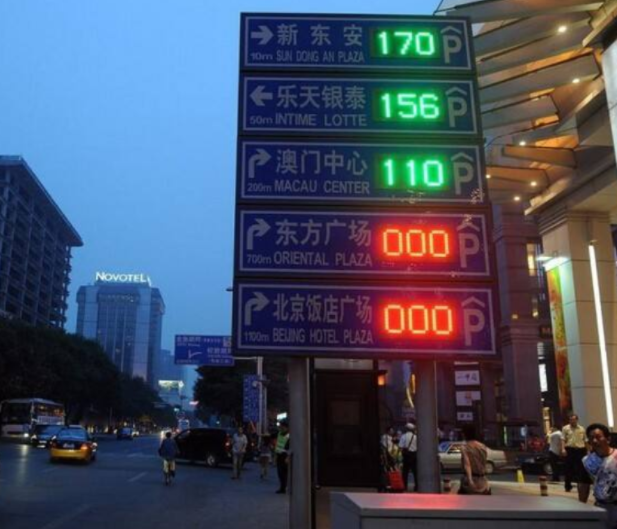 NOVOTEL
新东安 170 P
10m SUN DONG AN PLAZA
乐天银泰 156 P
50m INTIME LOTTE
澳门中心 110 P
200m MACAU CENTER
东方广场 000 P
700m ORIENTAL PLAZA
北京饭店广场 000 P
1100m BEIJING HOTEL PLAZA